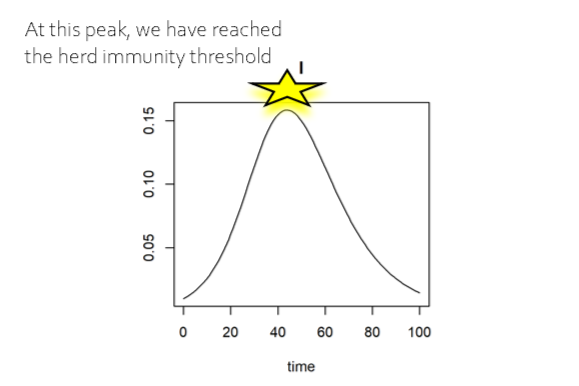 At this peak, we have reached
the herd immunity threshold
I
0.15
0.10
0.05
0 20 40 60 80 100
time